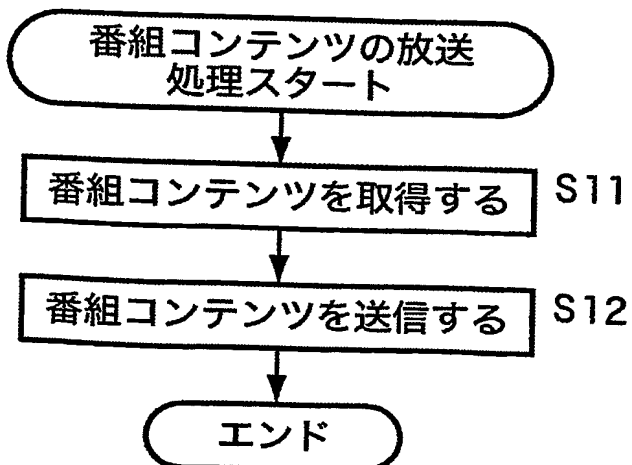 番組コンテンツの放送
処理スタート
番組コンテンツを取得する S11
番組コンテンツを送信する S12
エンド